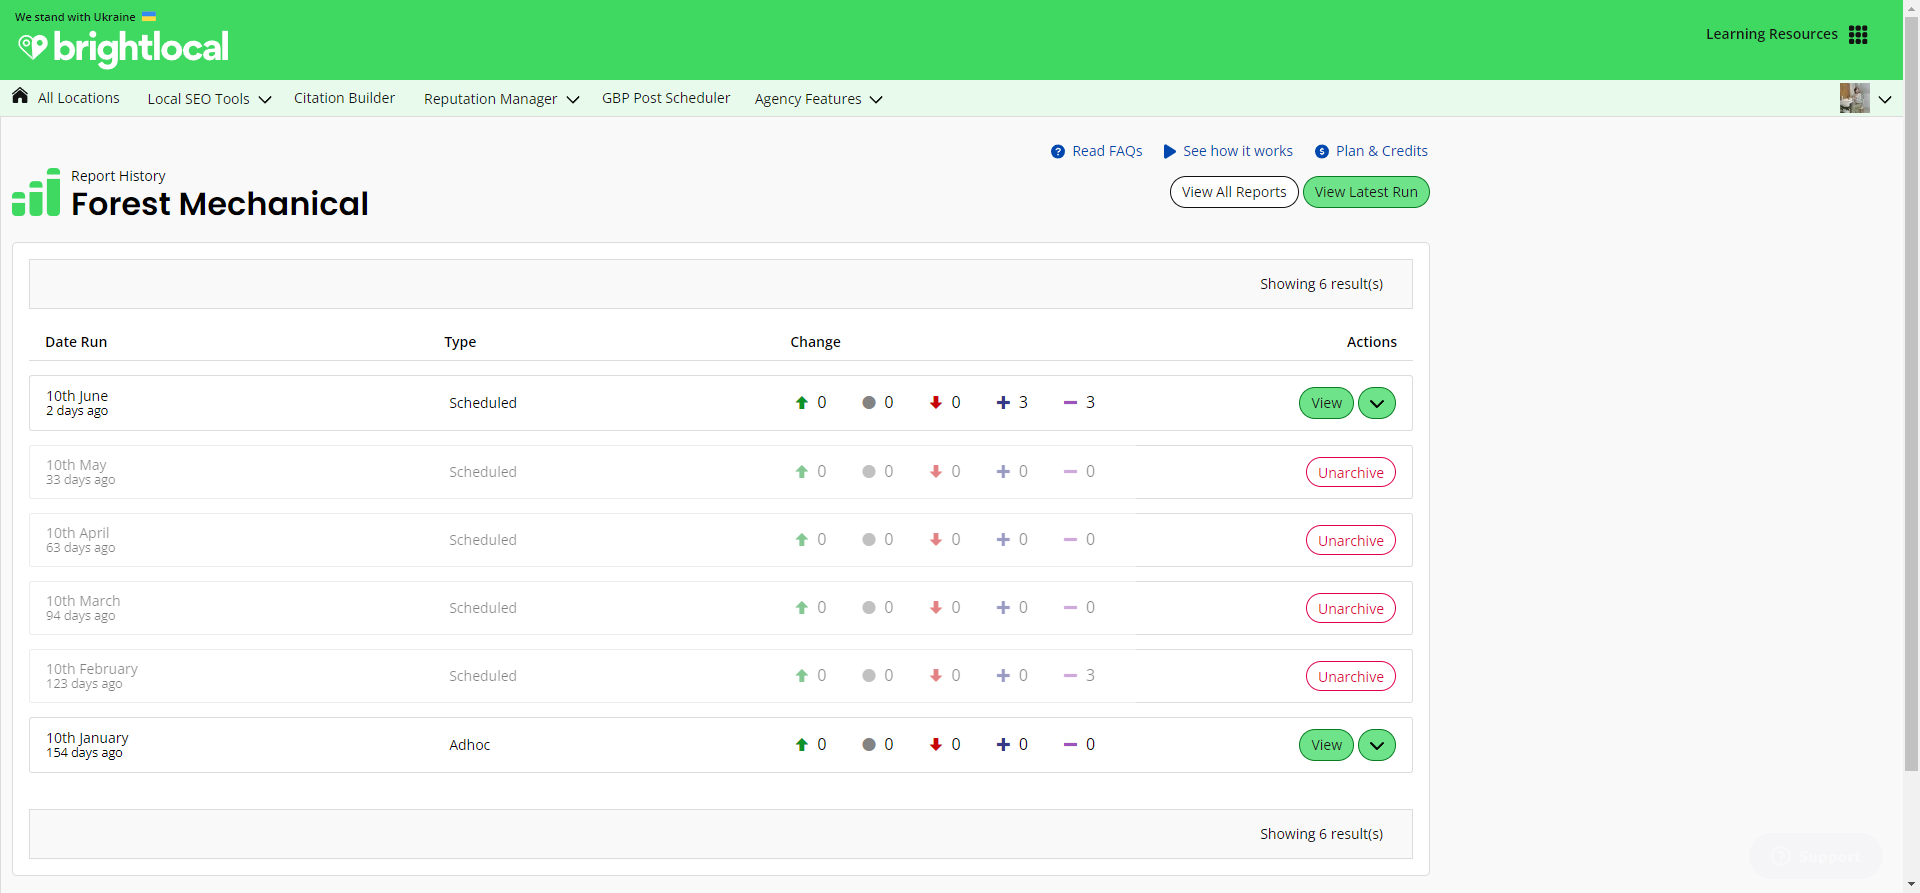 We stand with Ukraine
brightlocal
Learning Resources
All Locations
Local SEO Tools
Citation Builder
Reputation Manager
GBP Post Scheduler
Agency Features
Read FAQs
See how it works
Plan & Credits
Report History
Forest Mechanical
View All Reports
View Latest Run
Showing 6 result(s)
Date Run Type Change Actions
10th June
2 days ago
Scheduled 0 0 0 3 3 View
10th May
33 days ago
Scheduled 0 0 0 0 0 Unarchive
10th April
63 days ago
Scheduled 0 0 0 0 0 Unarchive
10th March
94 days ago
Scheduled 0 0 0 0 0 Unarchive
10th February
123 days ago
Scheduled 0 0 0 0 3 Unarchive
10th January
154 days ago
Adhoc 0 0 0 0 0 View
Showing 6 result(s)
Support